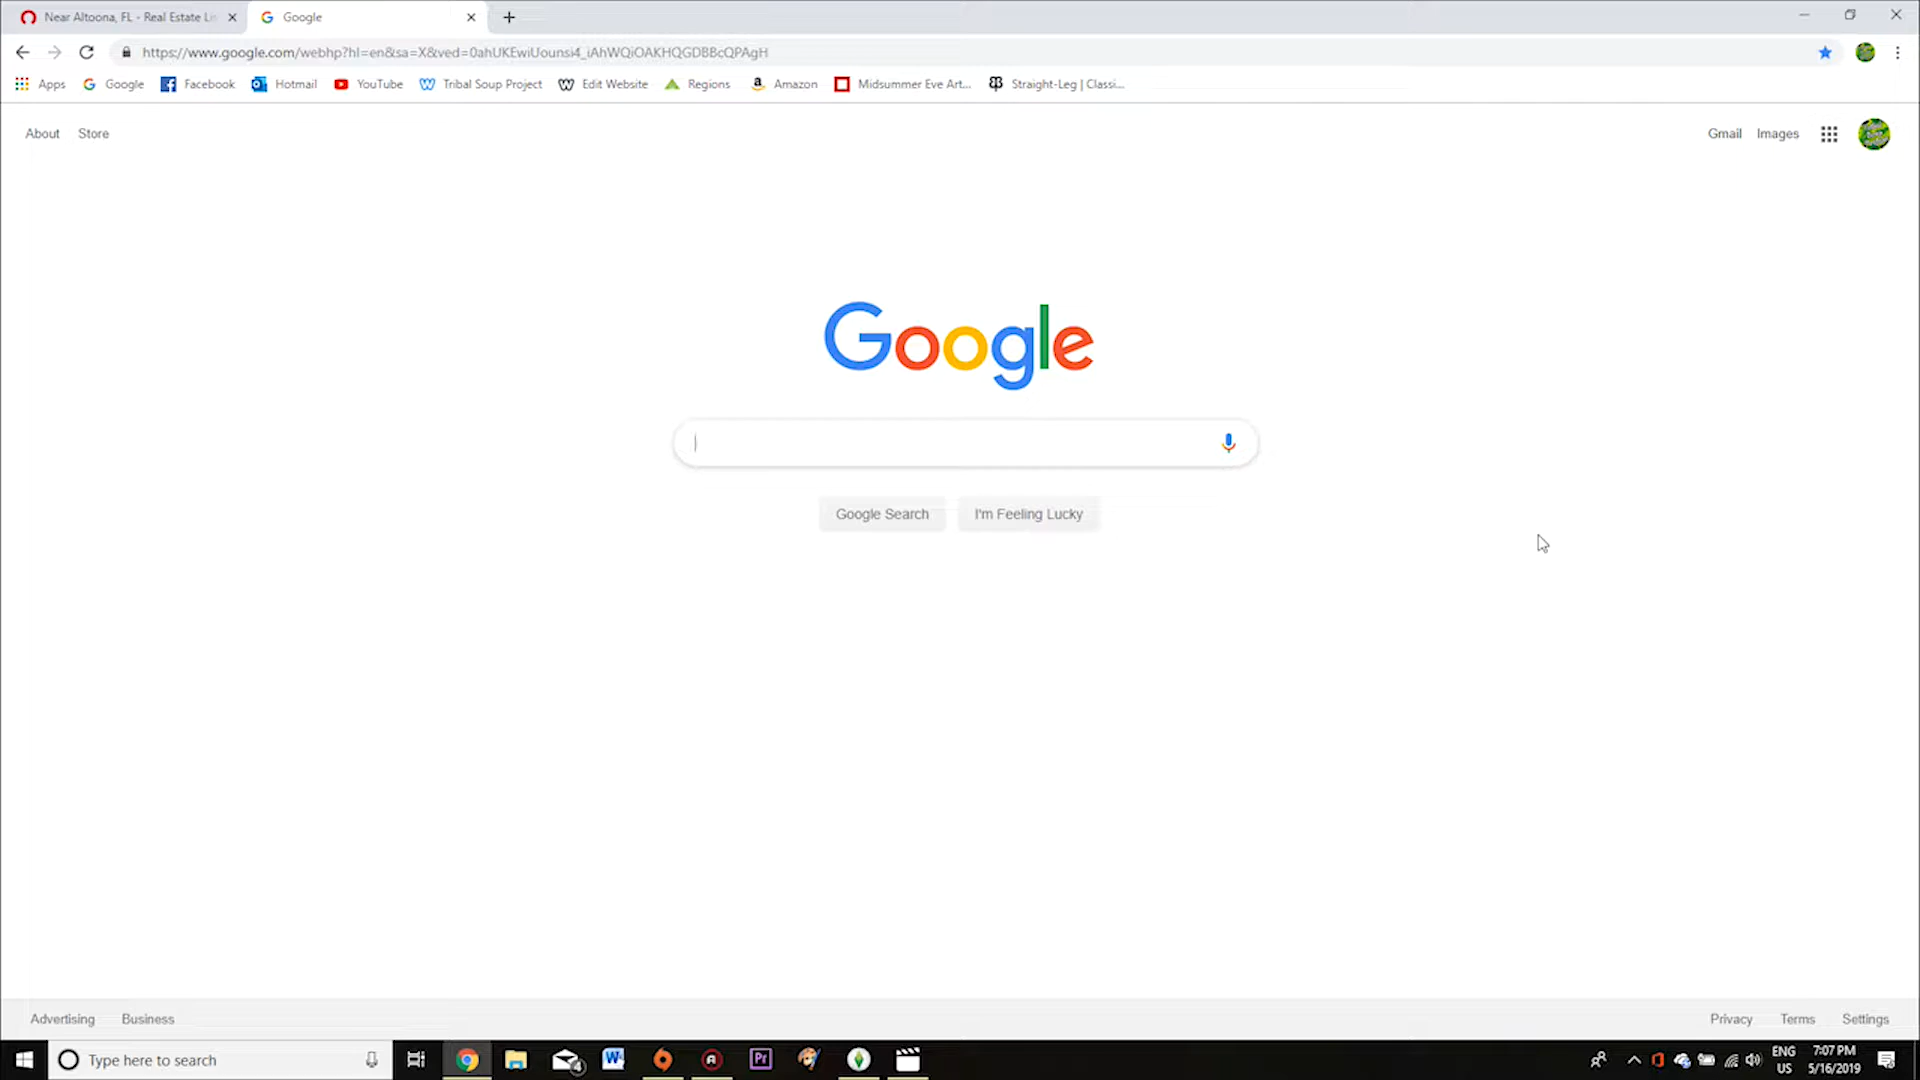 Near Altoona, FL - Real Estate Li
Google
https://www.google.com/webhp?hl=en&sa=X&ved=0ahUKEwiUounsi4_iAhWQiOAKHQGDBBcQPAgH
Apps Google Facebook Hotmail YouTube Tribal Soup Project Edit Website Regions Amazon Midsummer Eve Art... Straight-Leg | Classi...
About Store Gmail Images
Google
Google Search I'm Feeling Lucky
Advertising Business Privacy Terms Settings
Type here to search
4
W
Pr
ENG
US
7:07 PM
5/16/2019